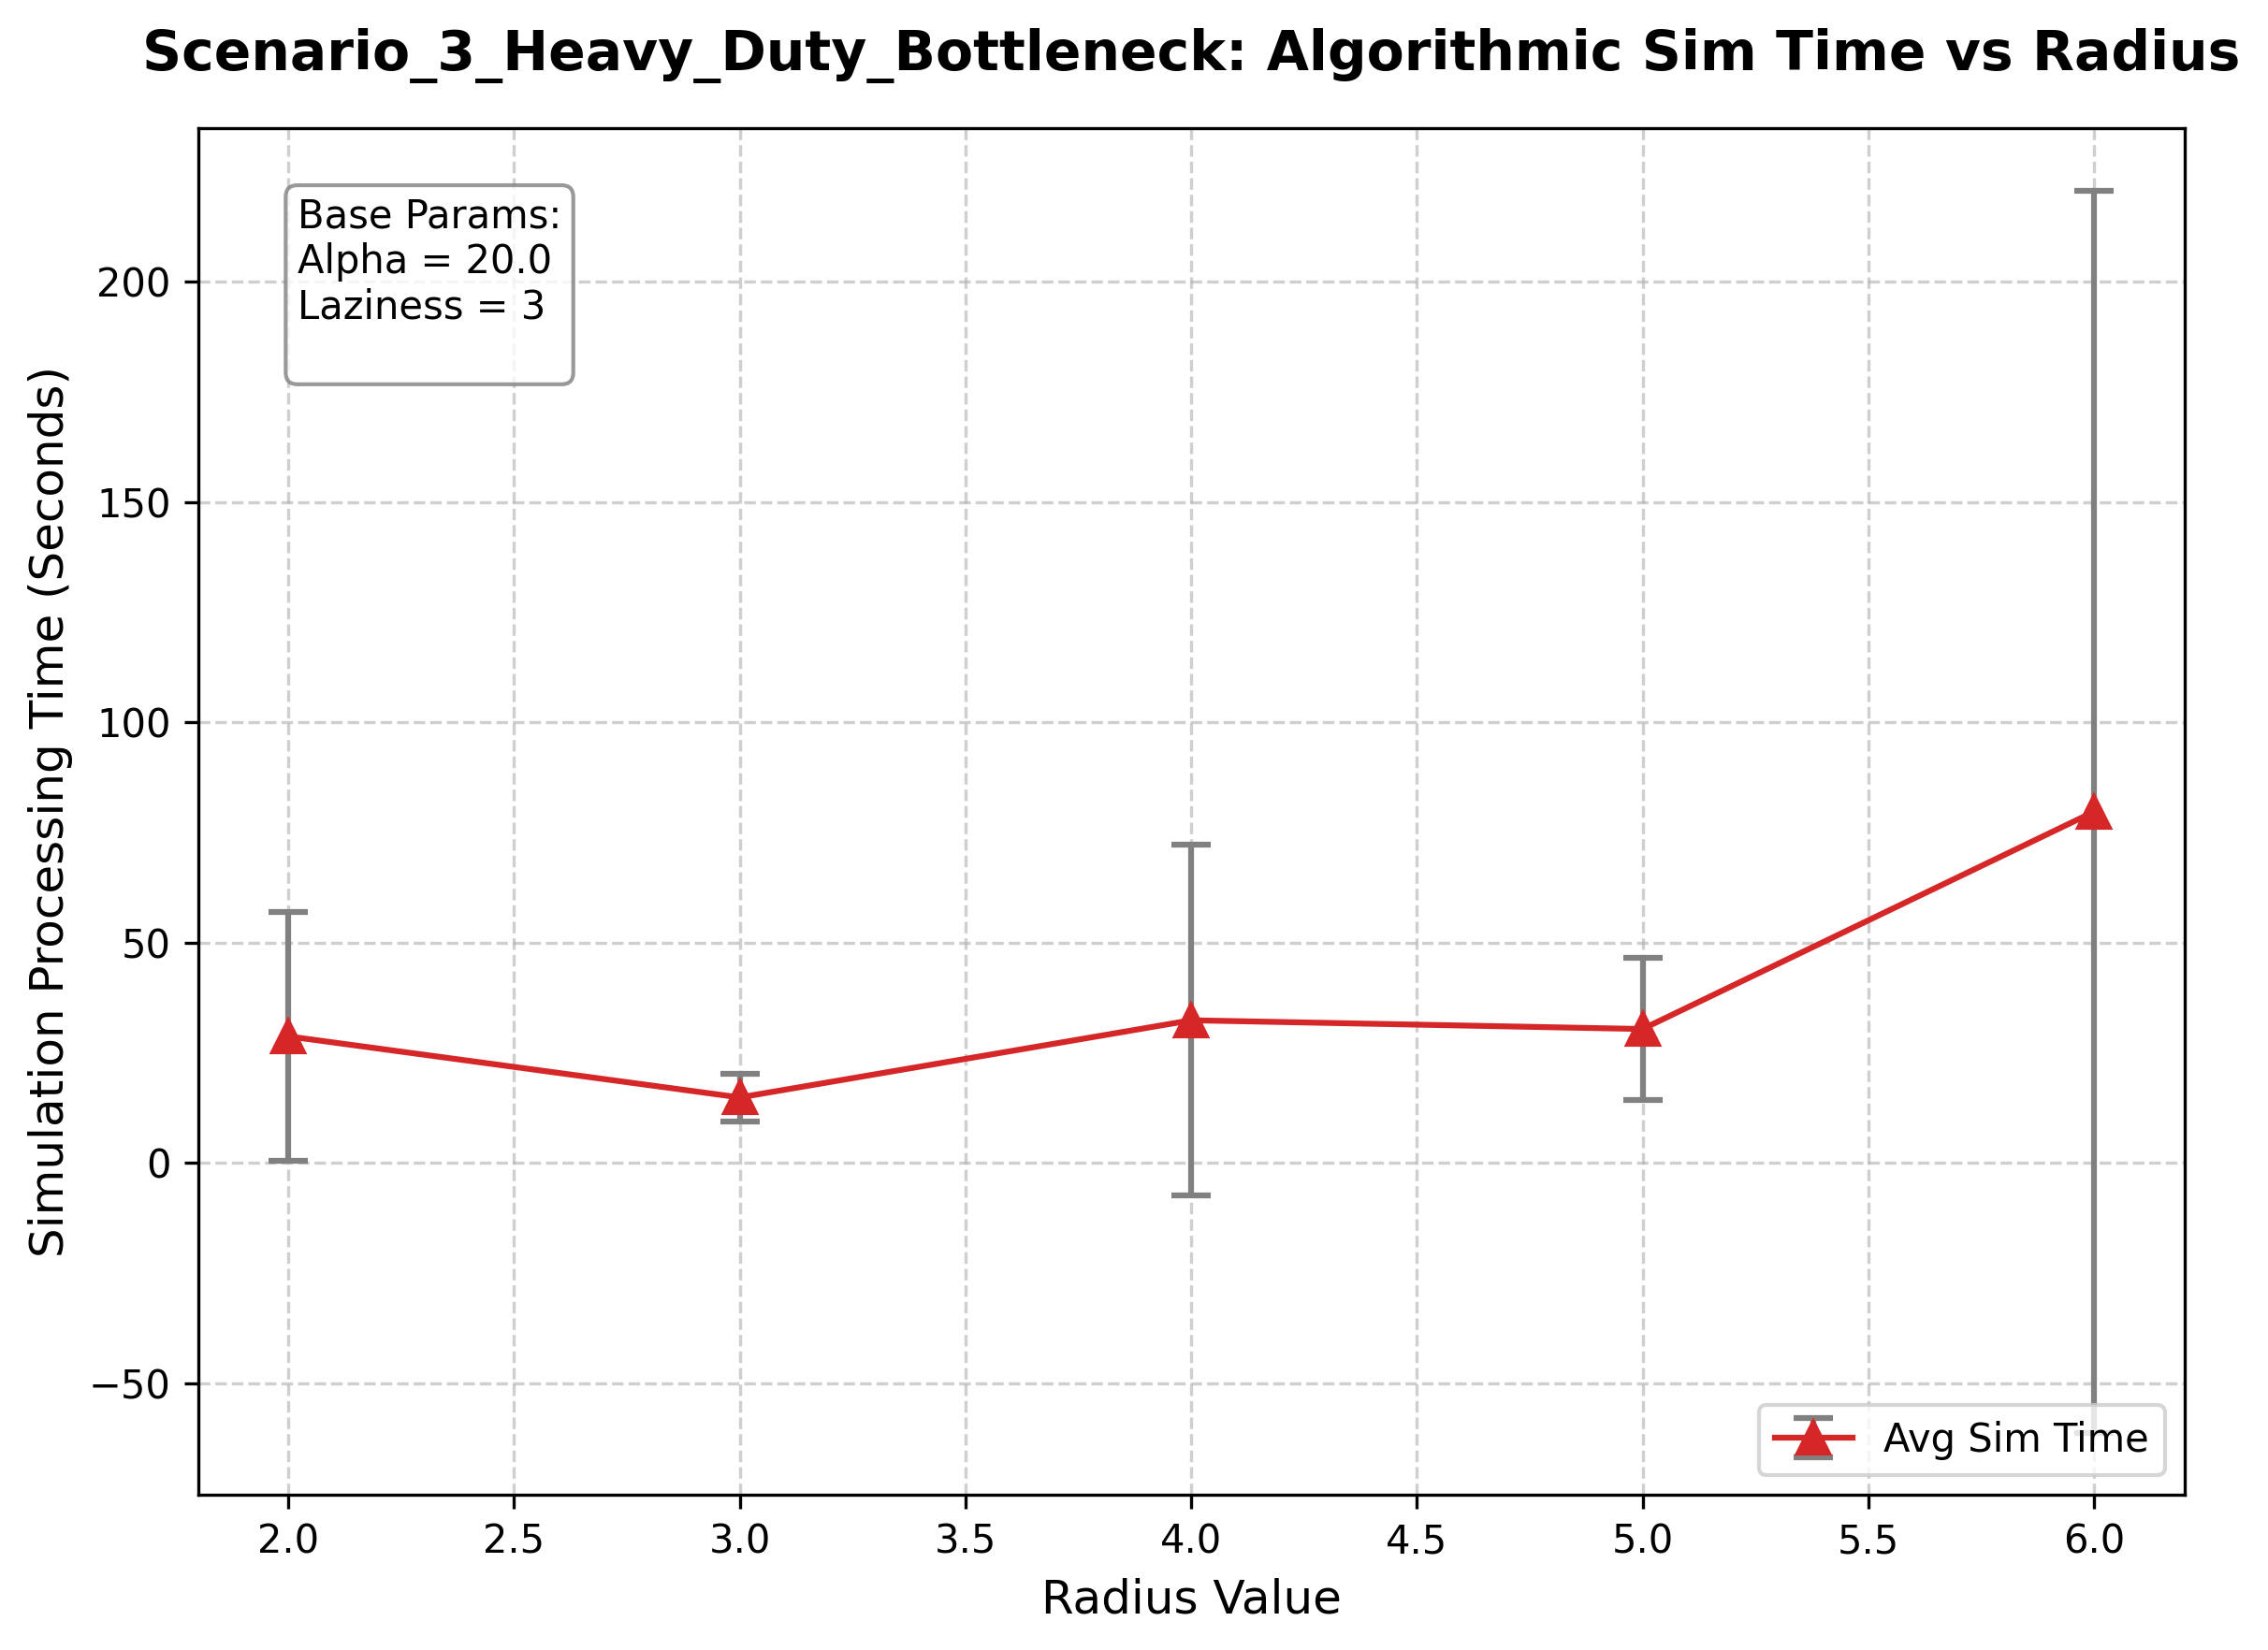 Scenario_3_Heavy_Duty_Bottleneck: Algorithmic Sim Time vs Radius
Base Params:
Alpha = 20.0
Laziness = 3
Simulation Processing Time (Seconds)
200
150
100
50
0
−50
Avg Sim Time
2.0 2.5 3.0 3.5 4.0 4.5 5.0 5.5 6.0
Radius Value